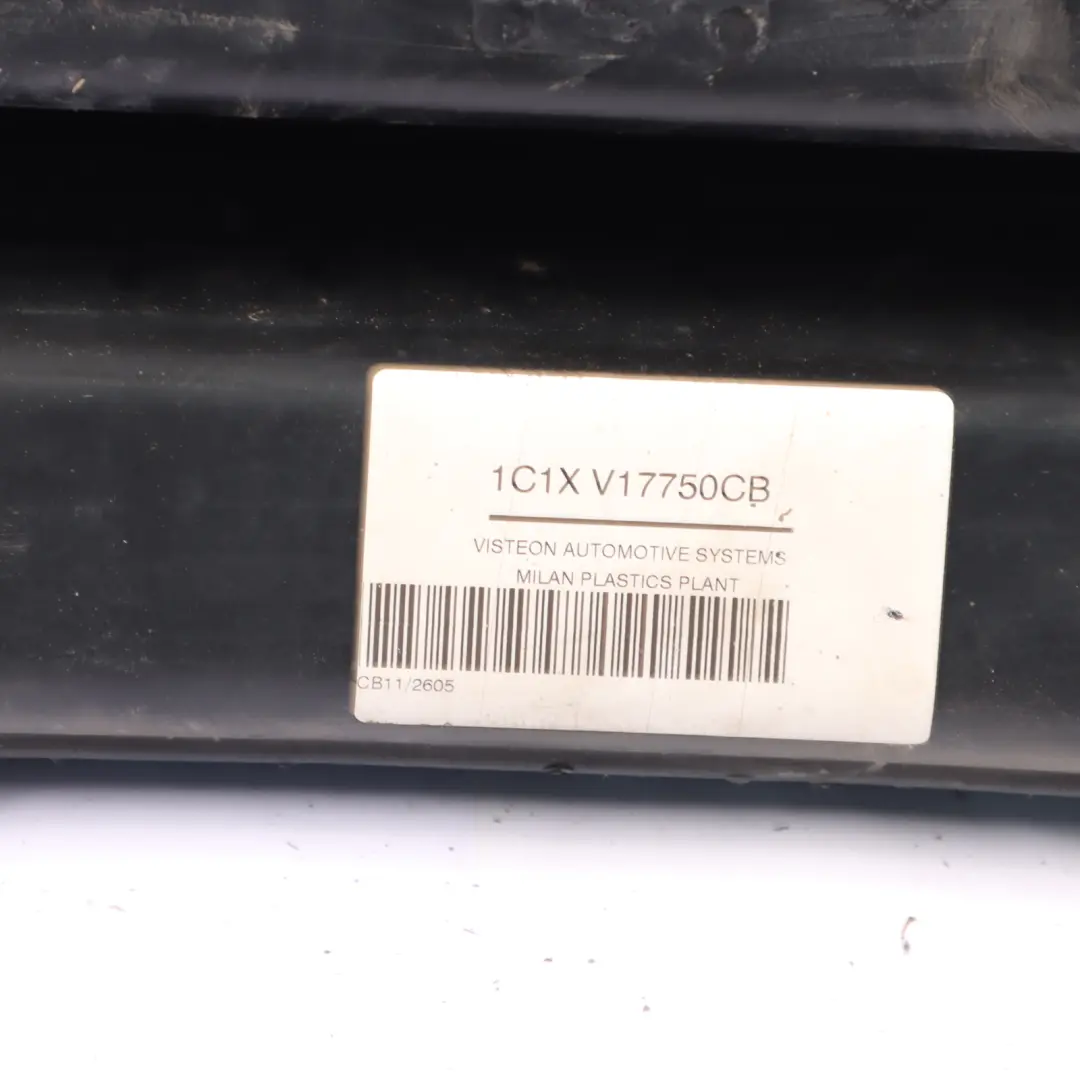 1C1X V17750CB
VISTEON AUTOMOTIVE SYSTEMS
MILAN PLASTICS PLANT
CB11/2605